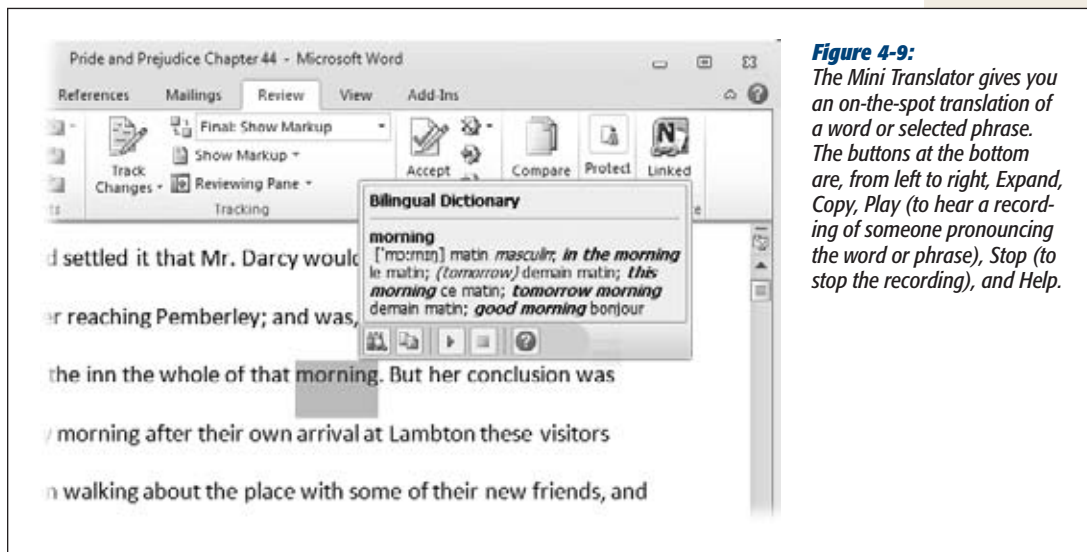 Pride and Prejudice Chapter 44 - Microsoft Word
References Mailings Review View Add-Ins
Final: Show Markup
Show Markup
Reviewing Pane
Track
Changes
Accept
Compare
Protect
Linked
Tracking
Bilingual Dictionary
morning
['mɔːrnɪŋ] matin masculin; in the morning
le matin; (tomorrow) demain matin; this
morning ce matin; tomorrow morning
demain matin; good morning bonjour
settled it that Mr. Darcy would
reaching Pemberley; and was,
the inn the whole of that morning. But her conclusion was
morning after their own arrival at Lambton these visitors
walking about the place with some of their new friends, and
Figure 4-9:
The Mini Translator gives you
an on-the-spot translation of
a word or selected phrase.
The buttons at the bottom
are, from left to right, Expand,
Copy, Play (to hear a record-
ing of someone pronouncing
the word or phrase), Stop (to
stop the recording), and Help.